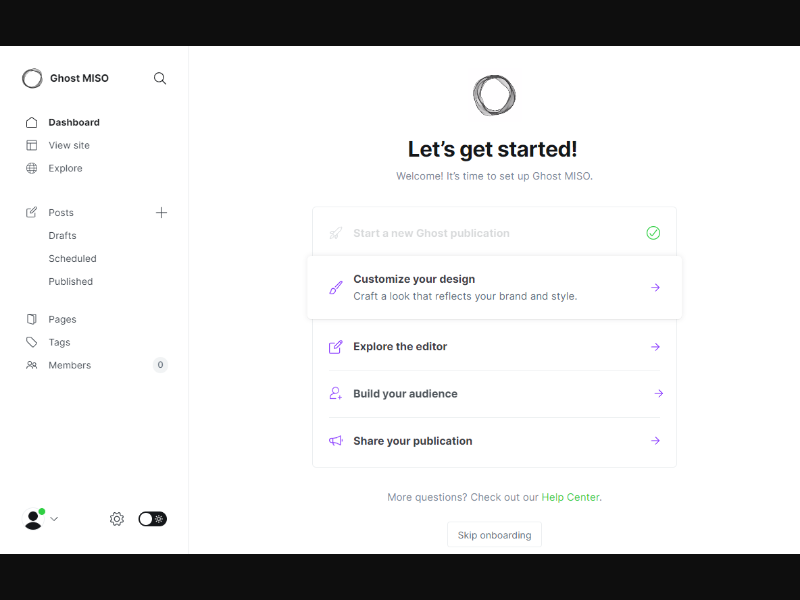 Ghost MISO
Dashboard
View site
Explore
Posts
Drafts
Scheduled
Published
Pages
Tags
Members
0
Let’s get started!
Welcome! It’s time to set up Ghost MISO.
Start a new Ghost publication
Customize your design
Craft a look that reflects your brand and style.
Explore the editor
Build your audience
Share your publication
More questions? Check out our Help Center.
Skip onboarding